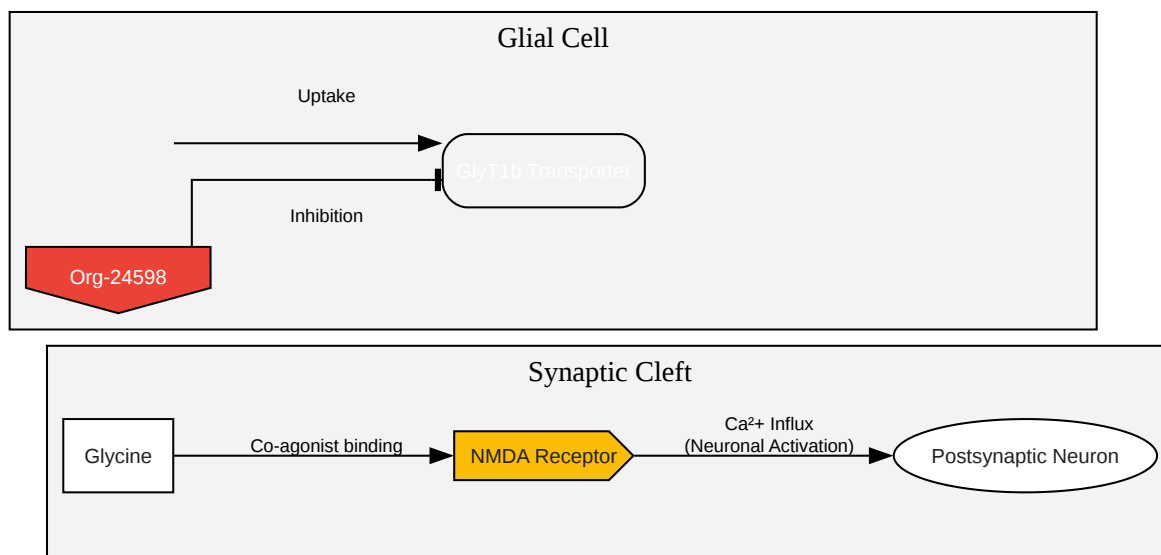 Glial Cell
Uptake
GlyT1b Transporter
Inhibition
Org-24598
Synaptic Cleft
Glycine
Co-agonist binding
NMDA Receptor
Ca²+ Influx
(Neuronal Activation)
Postsynaptic Neuron